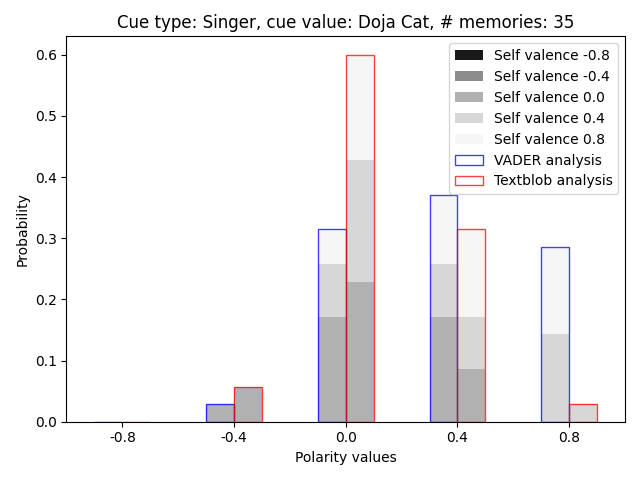 Cue type: Singer, cue value: Doja Cat, # memories: 35
Self valence -0.8
Self valence -0.4
Self valence 0.0
Self valence 0.4
Self valence 0.8
VADER analysis
Textblob analysis
Probability
0.6
0.5
0.4
0.3
0.2
0.1
0.0
-0.8
-0.4
0.0
0.4
0.8
Polarity values